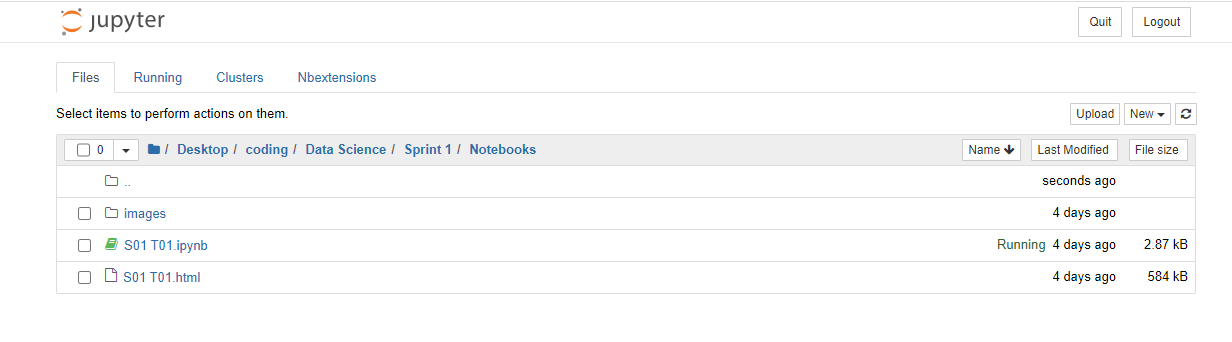 jupyter Quit Logout
Files Running Clusters Nbextensions
Select items to perform actions on them. Upload New
0 / Desktop / coding / Data Science / Sprint 1 / Notebooks Name Last Modified File size
.. seconds ago
images 4 days ago
S01 T01.ipynb Running 4 days ago 2.87 kB
S01 T01.html 4 days ago 584 kB